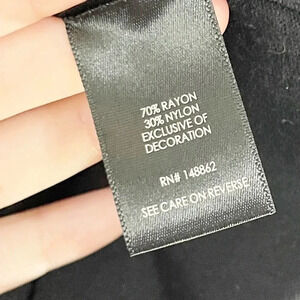 70% RAYON
30% NYLON
EXCLUSIVE OF
DECORATION
RN# 148862
SEE CARE ON REVERSE